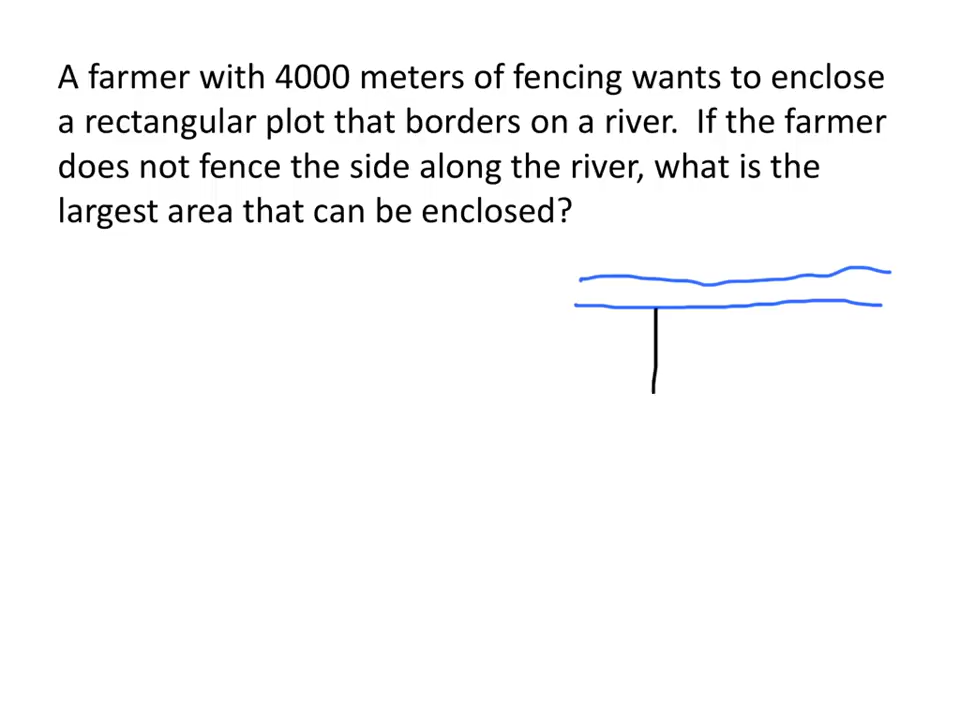 A farmer with 4000 meters of fencing wants to enclose
a rectangular plot that borders on a river.  If the farmer
does not fence the side along the river, what is the
largest area that can be enclosed?